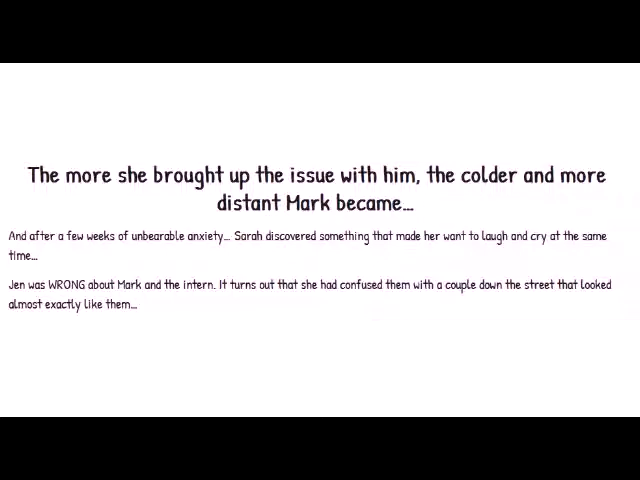 The more she brought up the issue with him, the colder and more
distant Mark became...
And after a few weeks of unbearable anxiety... Sarah discovered something that made her want to laugh and cry at the same
time...
Jen was WRONG about Mark and the intern. It turns out that she had confused them with a couple down the street that looked
almost exactly like them...